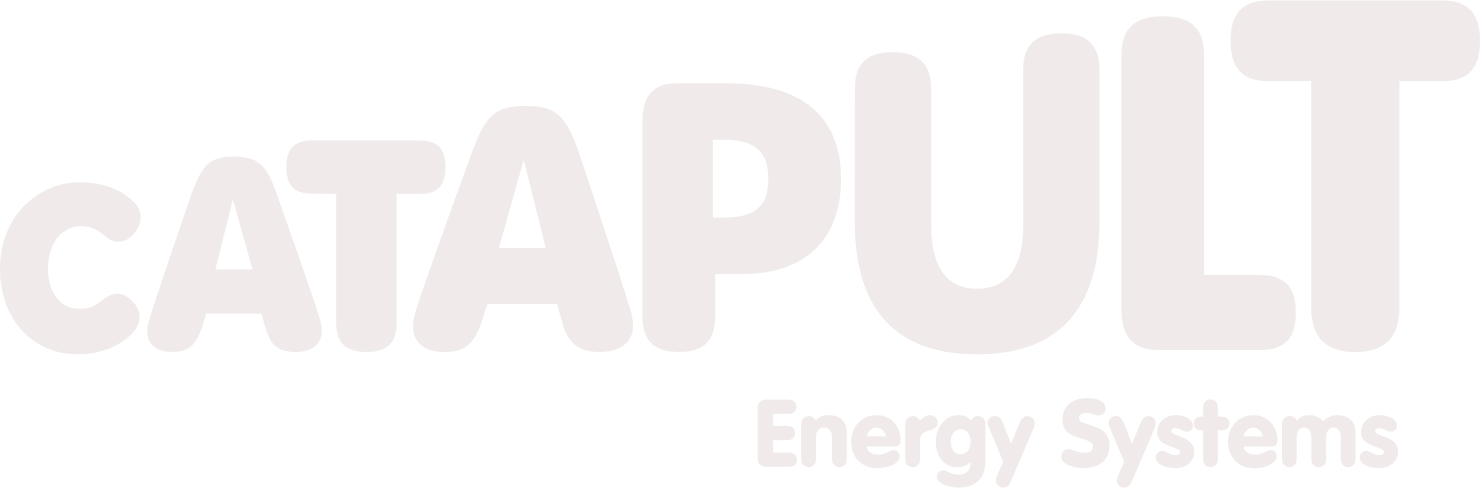 CATAPULT
Energy Systems